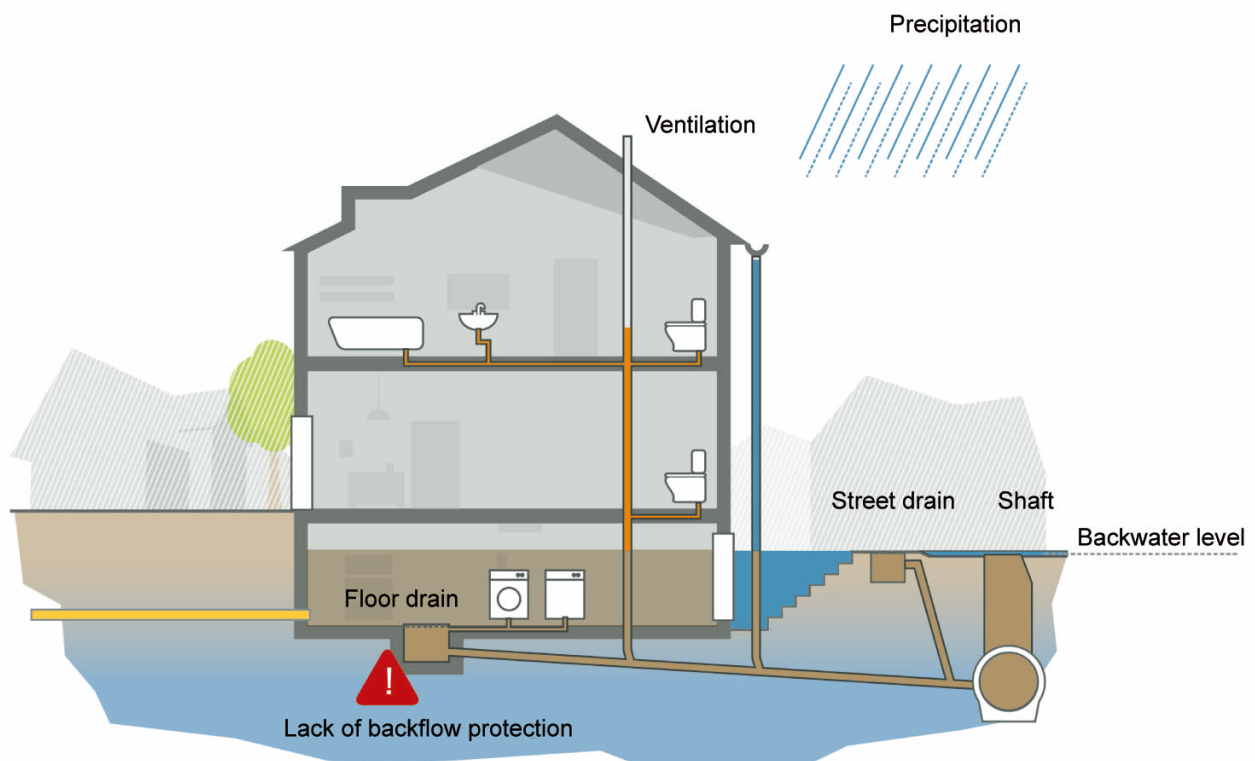 Precipitation
Ventilation
Street drain
Shaft
Backwater level
Floor drain
!
Lack of backflow protection